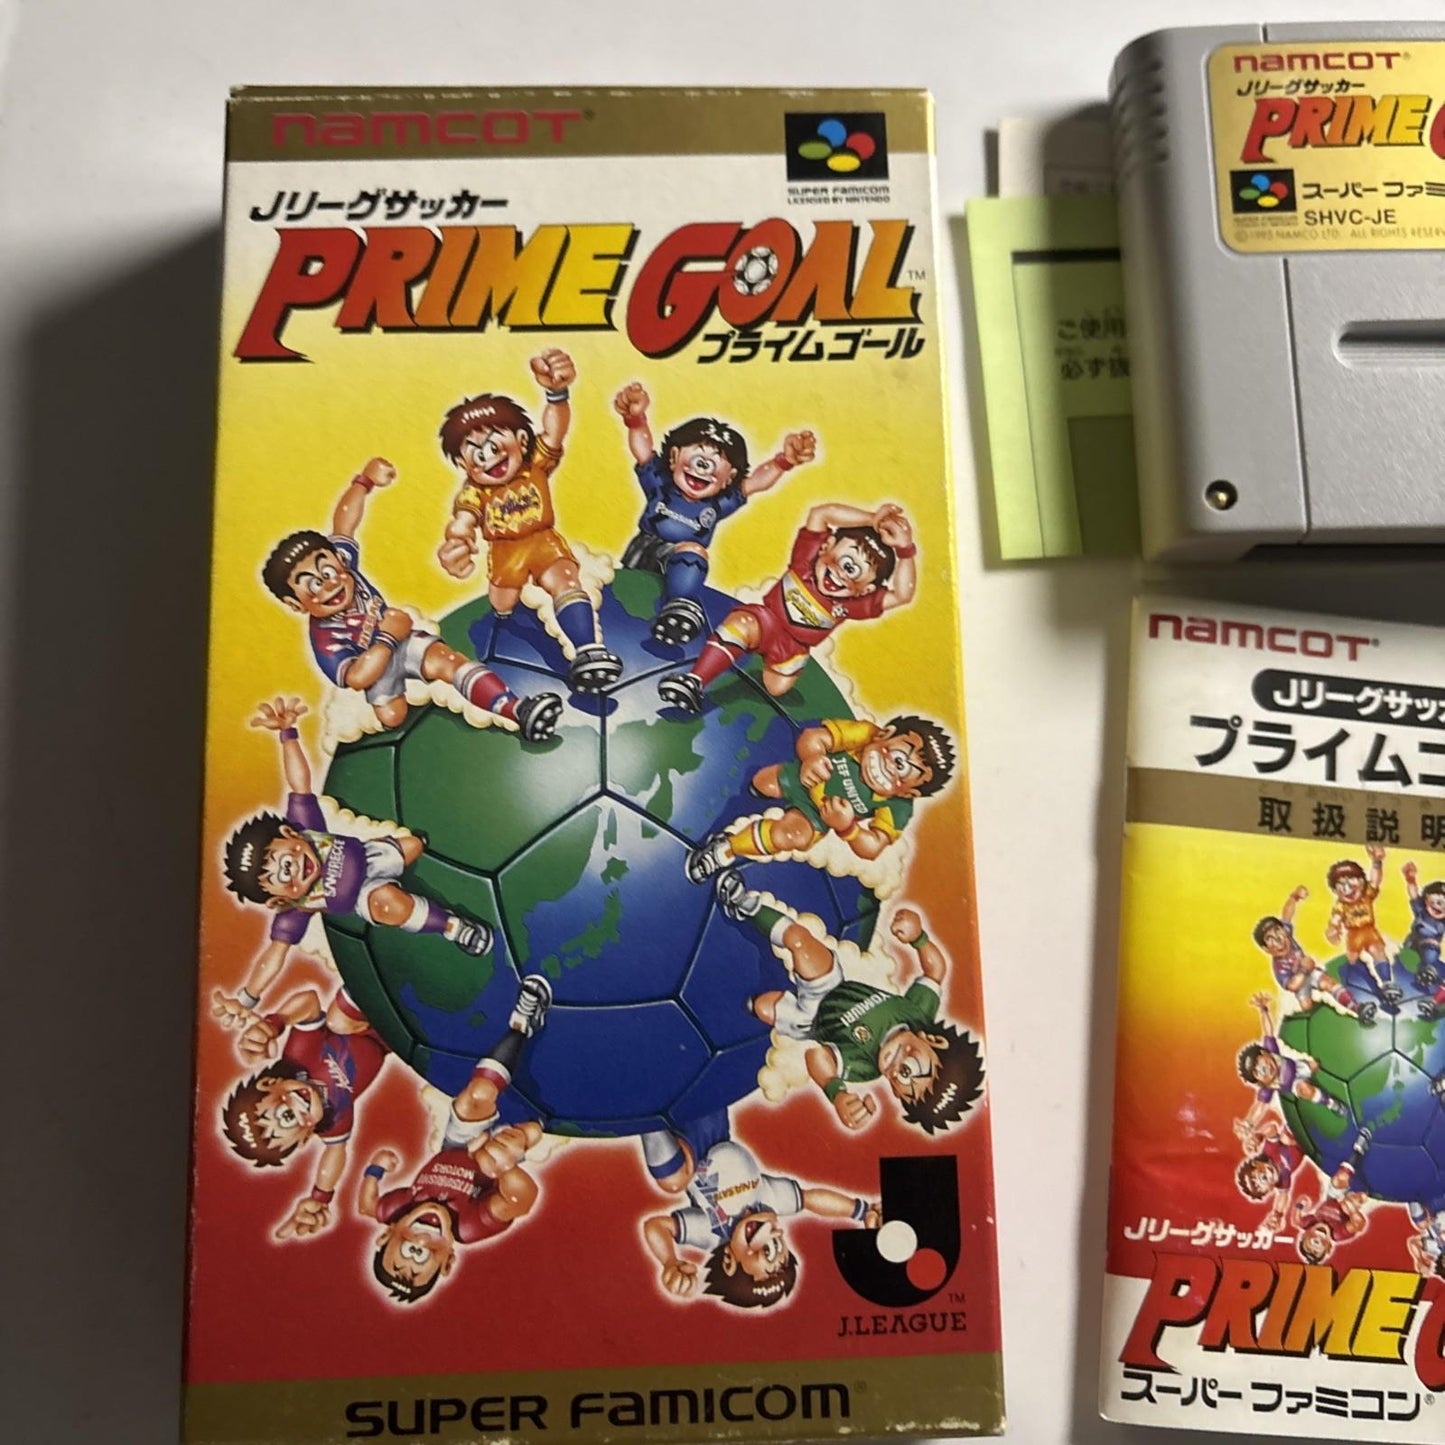 namcot®
SUPER FAMICOM
LICENSED BY NINTENDO
Jリーグサッカー
PRIME GOAL™
プライムゴール
Panasonic
JEF UNITED
SANFRECCE
YOMIURI
MITSUBISHI
MOTORS
J.LEAGUE™
SUPER FAMICOM®
namcot®
Jリーグサッカー
PRIME
スーパーファミ
SHVC-JE
©1993 NAMCO LTD. ALL RIGHTS RESERV
ご使用
必ず抜
namcot®
Jリーグサッカ
プライムゴ
取扱説明
Jリーグサッカー
PRIME
スーパーファミコン®